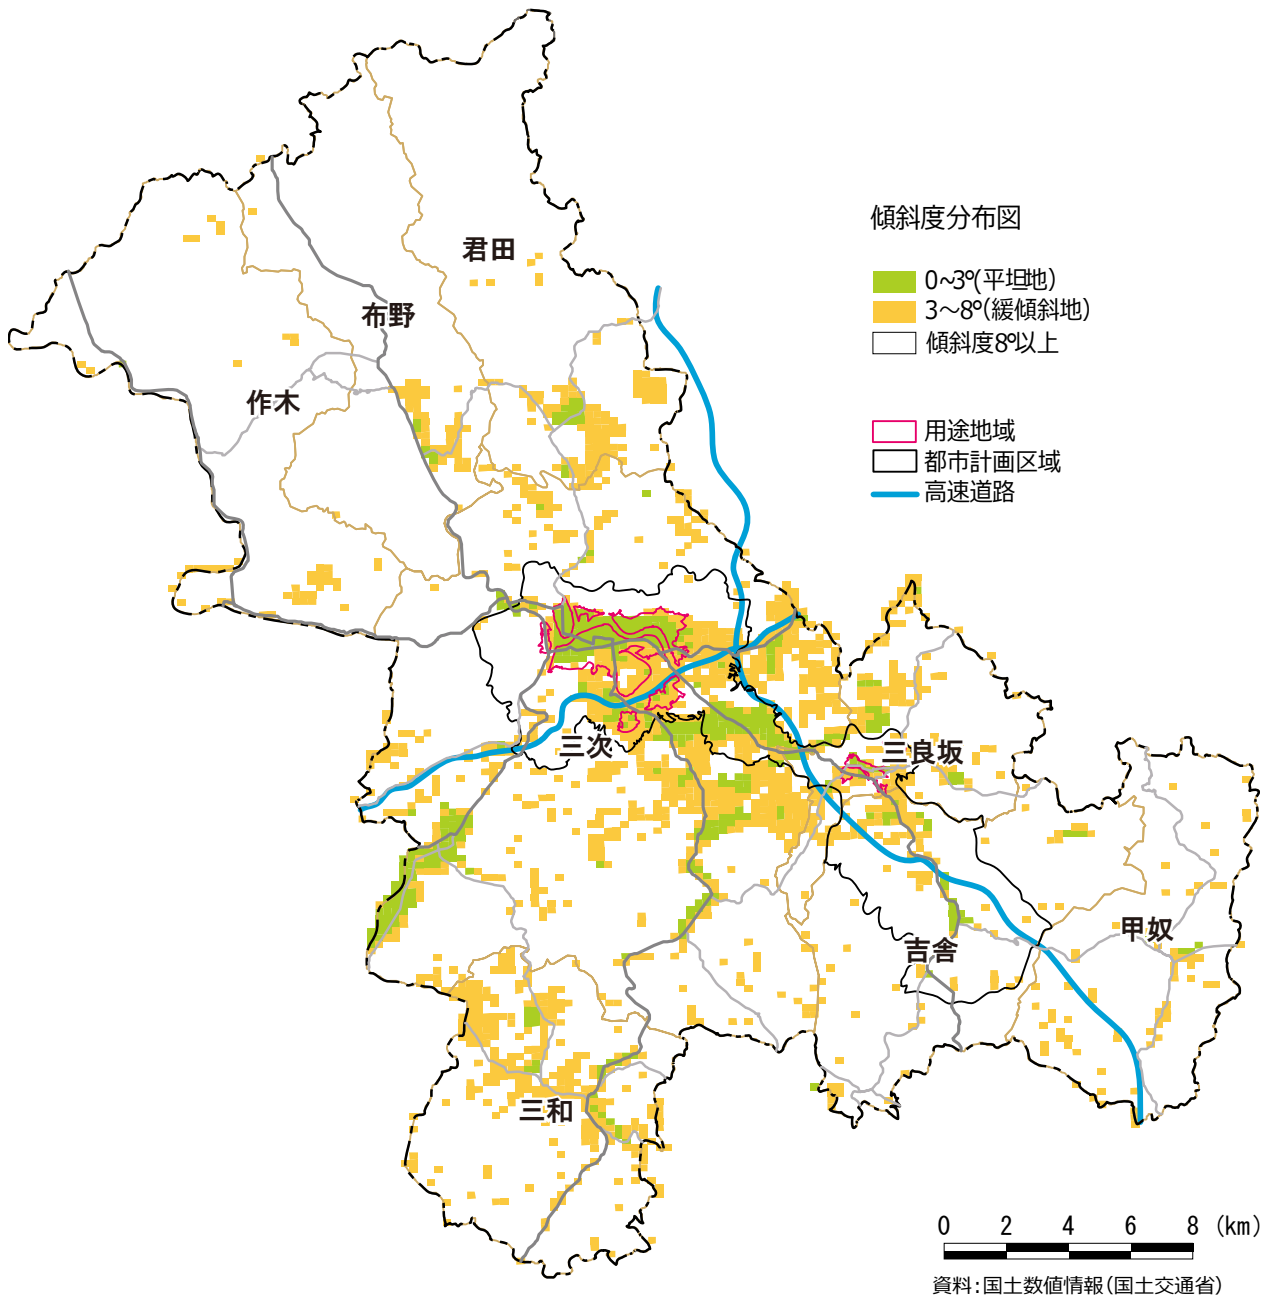 傾斜度分布図
0~3°(平坦地)
3～8°(緩傾斜地)
傾斜度8°以上
用途地域
都市計画区域
高速道路
君田
布野
作木
三次
三良坂
甲奴
吉舎
三和
0 2 4 6 8 (km)
資料:国土数値情報(国土交通省)